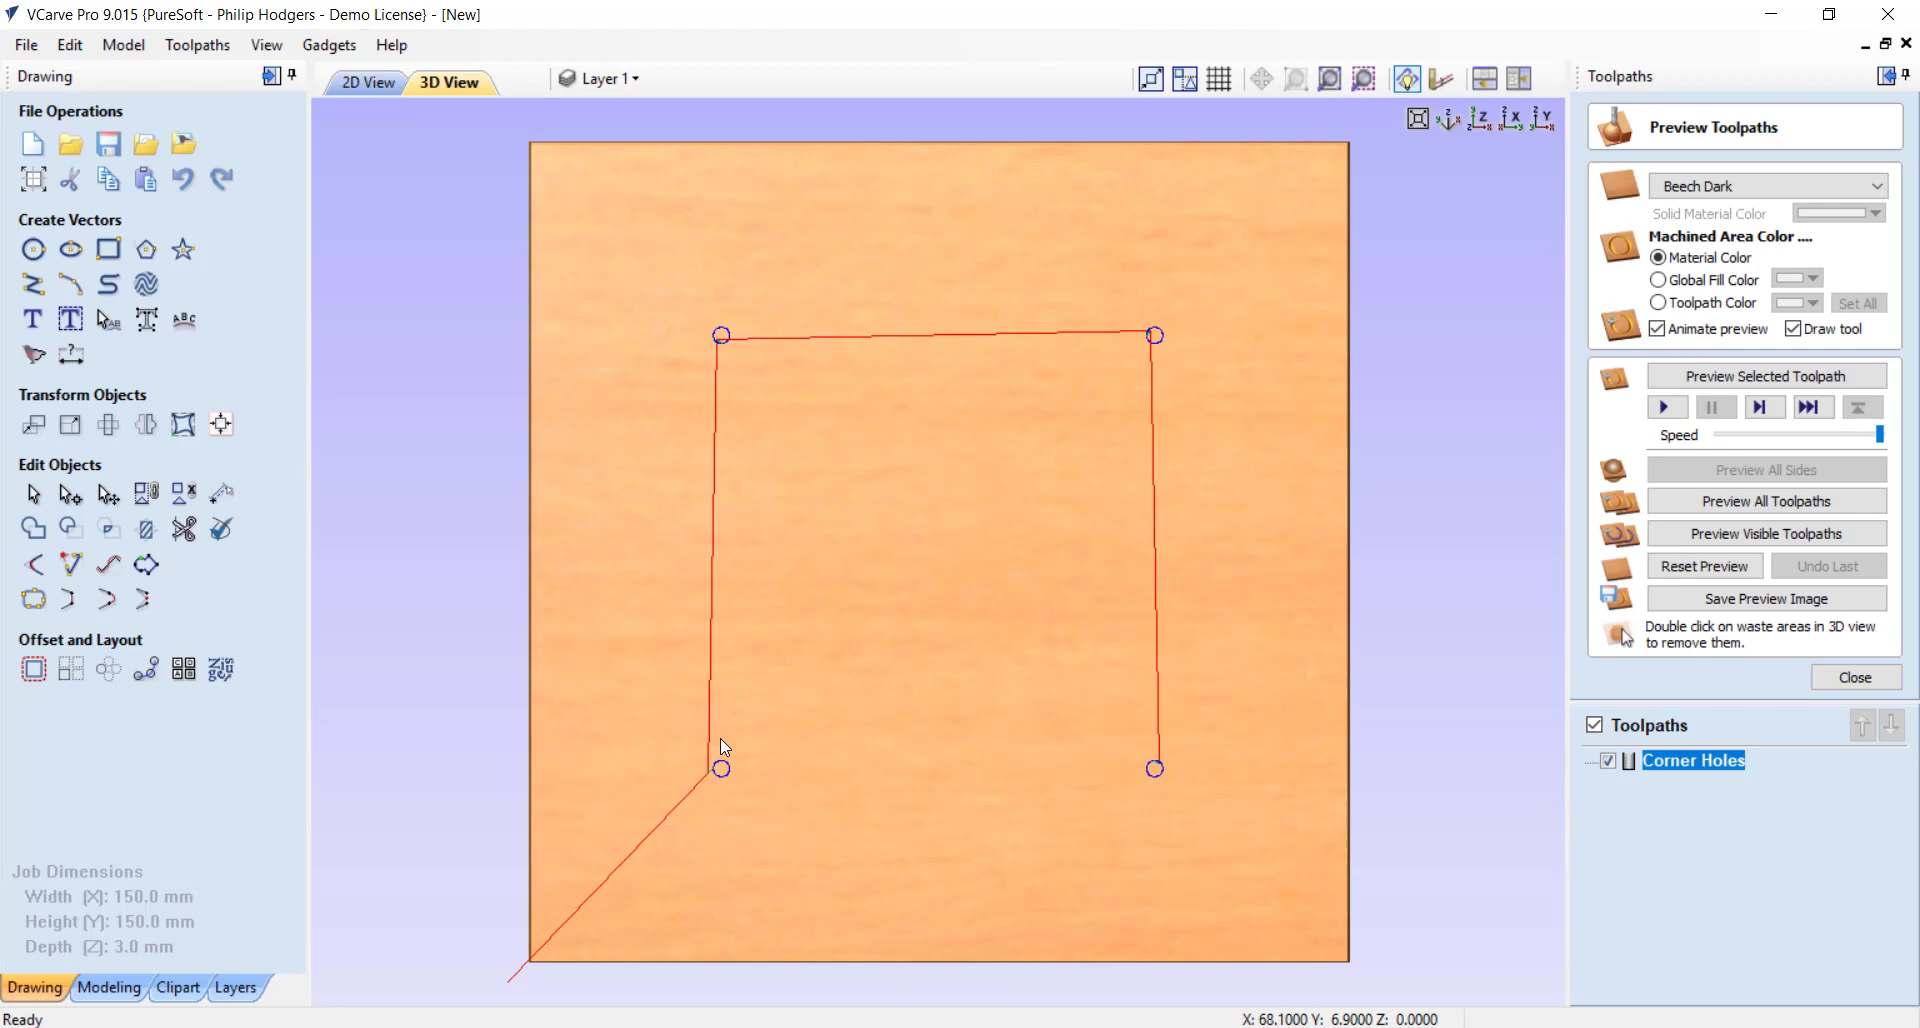 VCarve Pro 9.015 {PureSoft - Philip Hodgers - Demo License} - [New]
File Edit Model Toolpaths View Gadgets Help
Drawing
2D View 3D View Layer 1
Toolpaths
File Operations
Create Vectors
Transform Objects
Edit Objects
Offset and Layout
Job Dimensions
Width (X): 150.0 mm
Height (Y): 150.0 mm
Depth (Z): 3.0 mm
Drawing Modeling Clipart Layers
Ready
X: 68.1000 Y: 6.9000 Z: 0.0000
Preview Toolpaths
Beech Dark
Solid Material Color
Machined Area Color ....
Material Color
Global Fill Color
Toolpath Color Set All
Animate preview Draw tool
Preview Selected Toolpath
Speed
Preview All Sides
Preview All Toolpaths
Preview Visible Toolpaths
Reset Preview Undo Last
Save Preview Image
Double click on waste areas in 3D view
to remove them.
Close
Toolpaths
Corner Holes